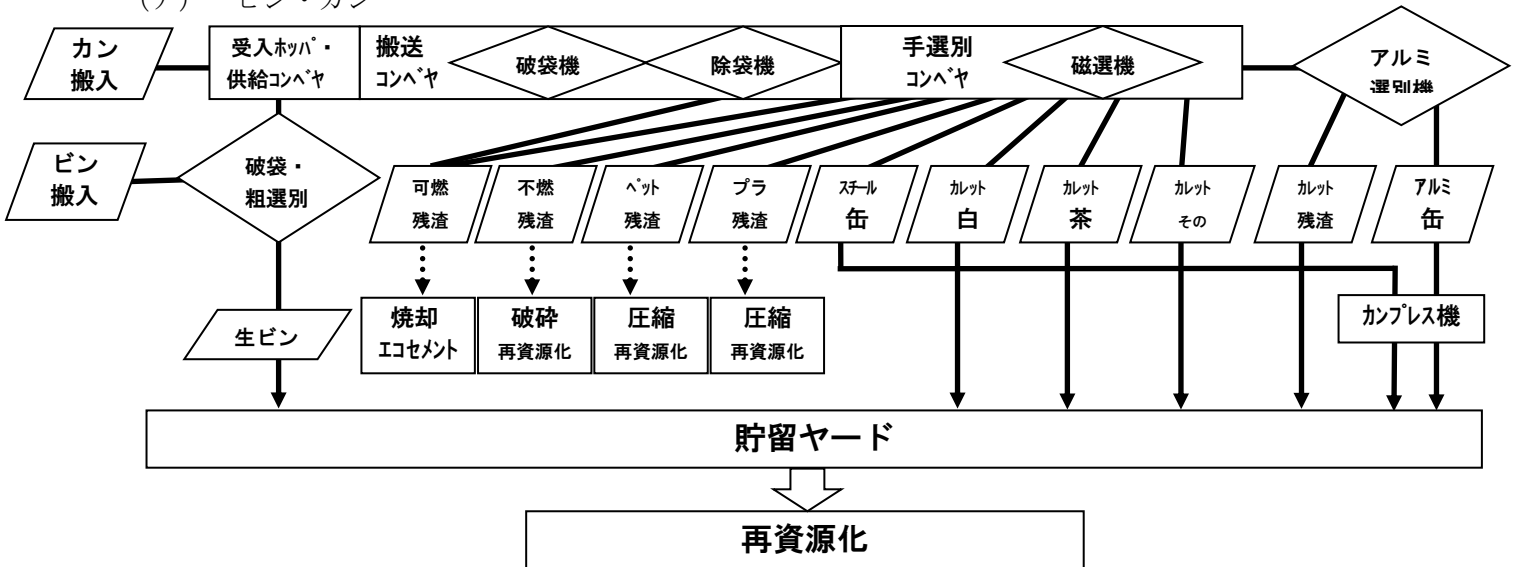 ビン・カン
カン
搬入
受入ﾎｯﾊﾟ・
供給ｺﾝﾍﾞﾔ
搬送
ｺﾝﾍﾞﾔ
破袋機
除袋機
手選別
ｺﾝﾍﾞﾔ
磁選機
アルミ
選別機
ビン
搬入
破袋・
粗選別
可燃
残渣
不燃
残渣
ﾍﾟｯﾄ
残渣
プラ
残渣
ｽﾁｰﾙ
缶
ｶﾚｯﾄ
白
ｶﾚｯﾄ
茶
ｶﾚｯﾄ
その
ｶﾚｯﾄ
残渣
ｱﾙﾐ
缶
生ビン
焼却
ｴｺｾﾒﾝﾄ
破砕
再資源化
圧縮
再資源化
圧縮
再資源化
ｶﾝﾌﾟﾚｽ機
貯留ヤード
再資源化